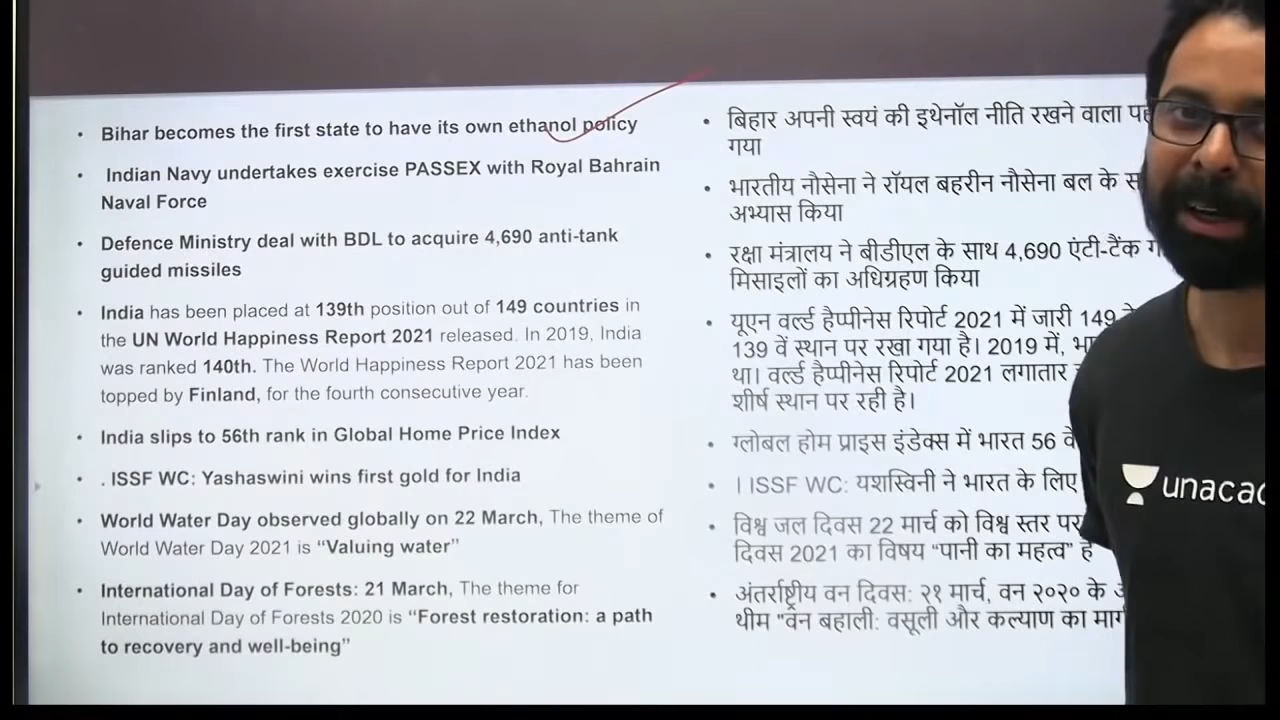 Bihar becomes the first state to have its own ethanol policy
Indian Navy undertakes exercise PASSEX with Royal Bahrain
Naval Force
Defence Ministry deal with BDL to acquire 4,690 anti-tank
guided missiles
India has been placed at 139th position out of 149 countries in
the UN World Happiness Report 2021 released. In 2019, India
was ranked 140th. The World Happiness Report 2021 has been
topped by Finland, for the fourth consecutive year.
India slips to 56th rank in Global Home Price Index
. ISSF WC: Yashaswini wins first gold for India
World Water Day observed globally on 22 March, The theme of
World Water Day 2021 is “Valuing water”
International Day of Forests: 21 March, The theme for
International Day of Forests 2020 is “Forest restoration: a path
to recovery and well-being”
बिहार अपनी स्वयं की इथेनॉल नीति रखने वाला
गया
भारतीय नौसेना ने रॉयल बहरीन नौसेना बल के
अभ्यास किया
रक्षा मंत्रालय ने बीडीएल के साथ 4,690 एंटी-टैंक
मिसाइलों का अधिग्रहण किया
यूएन वर्ल्ड हैप्पीनेस रिपोर्ट 2021 में जारी 149
139 वें स्थान पर रखा गया है। 2019 में,
था। वर्ल्ड हैप्पीनेस रिपोर्ट 2021 लगातार
शीर्ष स्थान पर रही है।
ग्लोबल होम प्राइस इंडेक्स में भारत 56
। ISSF WC: यशस्विनी ने भारत के लिए
विश्व जल दिवस 22 मार्च को विश्व स्तर पर
दिवस 2021 का विषय “पानी का महत्व” है
अंतर्राष्ट्रीय वन दिवस: २१ मार्च, वन २०२० के
थीम "वन बहाली: वसूली और कल्याण का
unacad